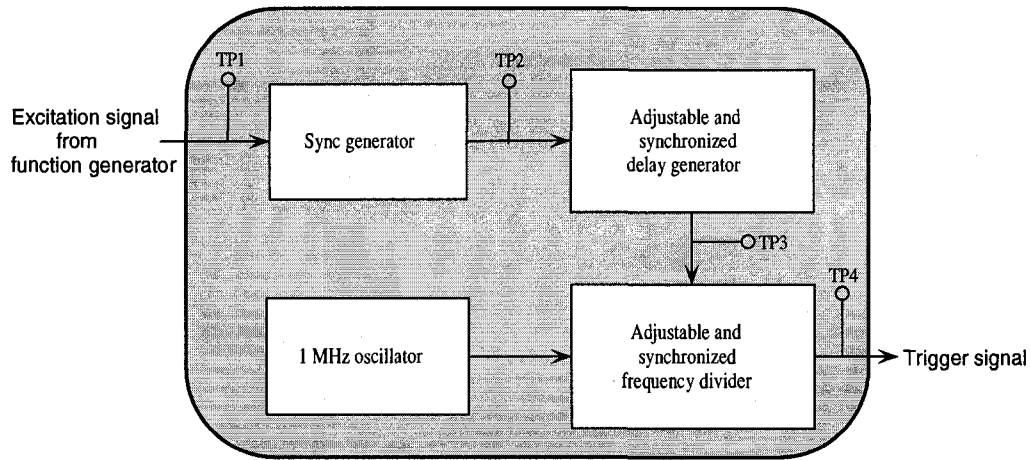 TP1
TP2
Excitation signal
from
function generator
Sync generator
Adjustable and
synchronized
delay generator
TP3
TP4
1 MHz oscillator
Adjustable and
synchronized
frequency divider
Trigger signal